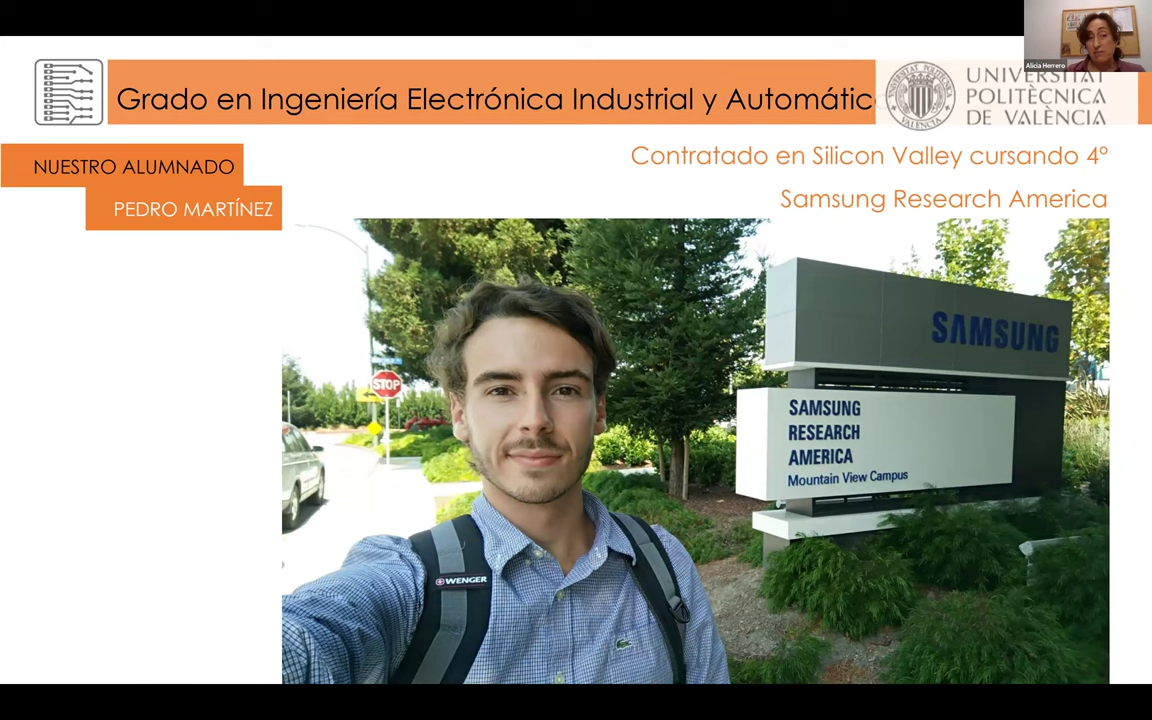 Alicia Herrero
Grado en Ingeniería Electrónica Industrial y Automátic
UNIVERSITAT
POLITÈCNICA
DE VALÈNCIA
NUESTRO ALUMNADO
PEDRO MARTÍNEZ
Contratado en Silicon Valley cursando 4º
Samsung Research America
STOP
SAMSUNG
SAMSUNG
RESEARCH
AMERICA
Mountain View Campus
WENGER